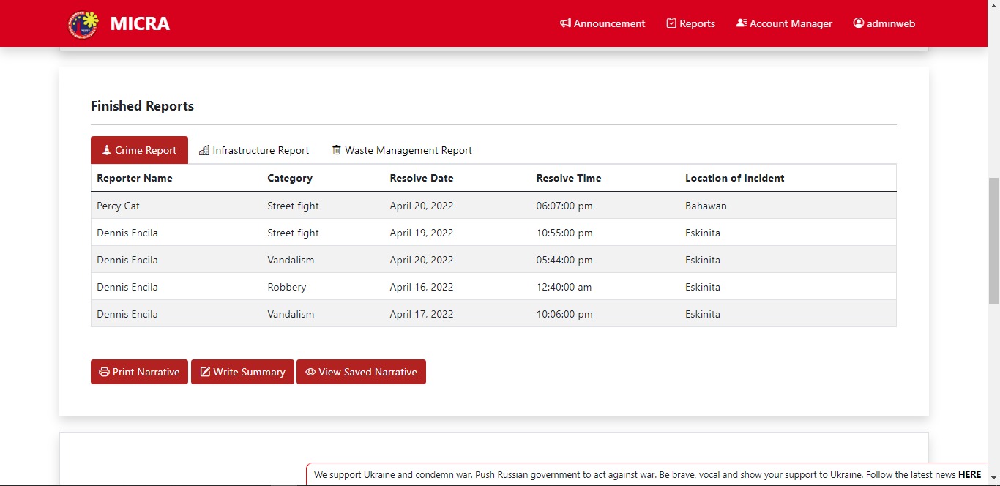 MICRA Announcement Reports Account Manager adminweb
Finished Reports
Crime Report Infrastructure Report Waste Management Report
Reporter Name Category Resolve Date Resolve Time Location of Incident
Percy Cat Street fight April 20, 2022 06:07:00 pm Bahawan
Dennis Encila Street fight April 19, 2022 10:55:00 pm Eskinita
Dennis Encila Vandalism April 20, 2022 05:44:00 pm Eskinita
Dennis Encila Robbery April 16, 2022 12:40:00 am Eskinita
Dennis Encila Vandalism April 17, 2022 10:06:00 pm Eskinita
Print Narrative Write Summary View Saved Narrative
We support Ukraine and condemn war. Push Russian government to act against war. Be brave, vocal and show your support to Ukraine. Follow the latest news HERE